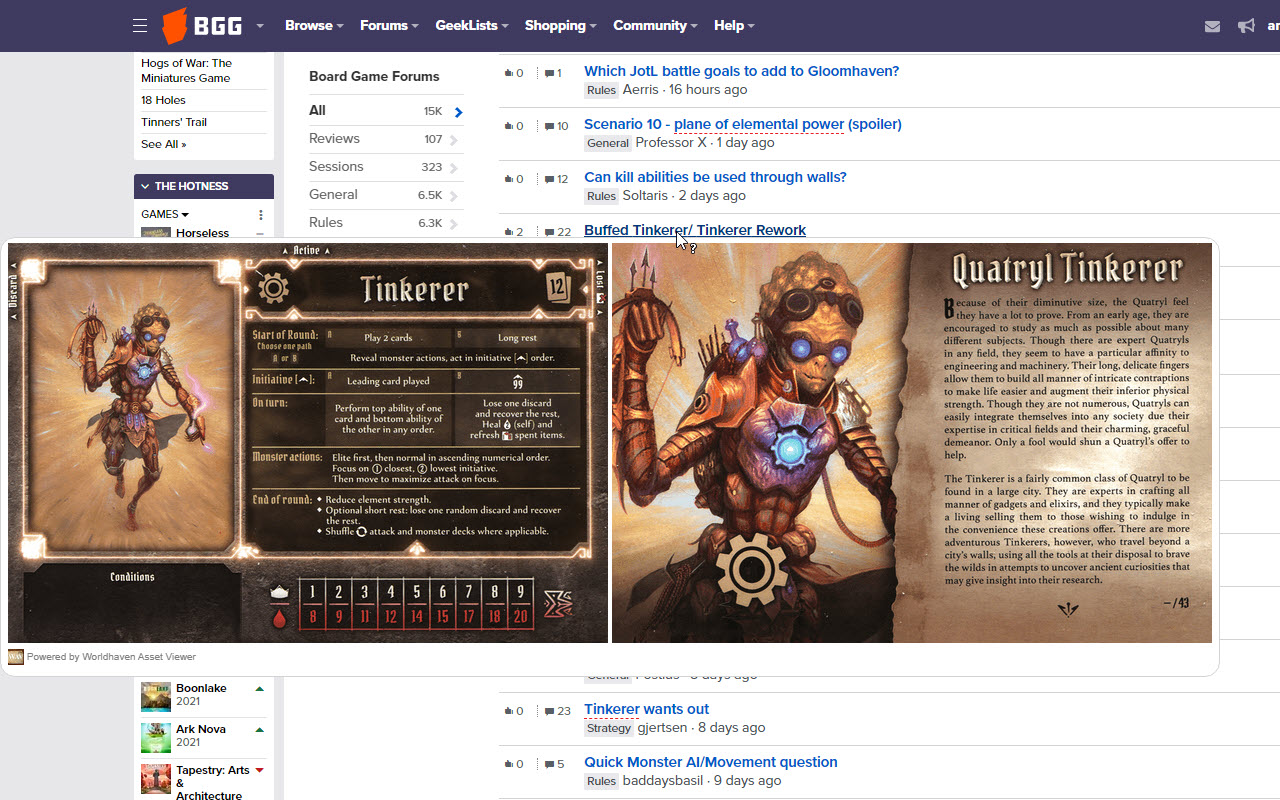 BGG
Browse
Forums
GeekLists
Shopping
Community
Help
Hogs of War: The
Miniatures Game
18 Holes
Tinners' Trail
See All »
THE HOTNESS
GAMES
Horseless
Board Game Forums
All 15K
Reviews 107
Sessions 323
General 6.5K
Rules 6.3K
0 1 Which JotL battle goals to add to Gloomhaven?
Rules Aerris · 16 hours ago
0 10 Scenario 10 - plane of elemental power (spoiler)
General Professor X · 1 day ago
0 12 Can kill abilities be used through walls?
Rules Soltaris · 2 days ago
2 22 Buffed Tinkerer/ Tinkerer Rework
Active
Discard
Lost
Tinkerer
12
Start of Round:
Choose one path
A or B
A Play 2 cards
B Long rest
Reveal monster actions, act in initiative [ ] order.
Initiative [ ]:
A Leading card played
B 99
On turn:
Perform top ability of one
card and bottom ability of
the other in any order.
Lose one discard
and recover the rest,
Heal 2 (self) and
refresh spent items.
Monster actions:
Elite first, then normal in ascending numerical order.
Focus on 1 closest, 2 lowest initiative.
Then move to maximize attack on focus.
End of round:
Reduce element strength.
Optional short rest: lose one random discard and recover
the rest.
Shuffle attack and monster decks where applicable.
Conditions
1 2 3 4 5 6 7 8 9
8 9 11 12 14 15 17 18 20
Quatryl Tinkerer
Because of their diminutive size, the Quatryl feel
they have a lot to prove. From an early age, they are
encouraged to study as much as possible about many
different subjects. Though there are expert Quatryls
in any field, they seem to have a particular affinity to
engineering and machinery. Their long, delicate fingers
allow them to build all manner of intricate contraptions
to make life easier and augment their inferior physical
strength. Though they are not numerous, Quatryls can
easily integrate themselves into any society due their
expertise in critical fields and their charming, graceful
demeanor. Only a fool would shun a Quatryl's offer to
help.
The Tinkerer is a fairly common class of Quatryl to be
found in a large city. They are experts in crafting all
manner of gadgets and elixirs, and they typically make
a living selling them to those wishing to indulge in
the convenience these creations offer. There are more
adventurous Tinkerers, however, who travel beyond a
city's walls, using all the tools at their disposal to brave
the wilds in attempts to uncover ancient curiosities that
may give insight into their research.
–/43
Powered by Worldhaven Asset Viewer
Boonlake
2021
Ark Nova
2021
Tapestry: Arts
&
Architecture
0 23 Tinkerer wants out
Strategy gjertsen · 8 days ago
0 5 Quick Monster AI/Movement question
Rules baddaysbasil · 9 days ago